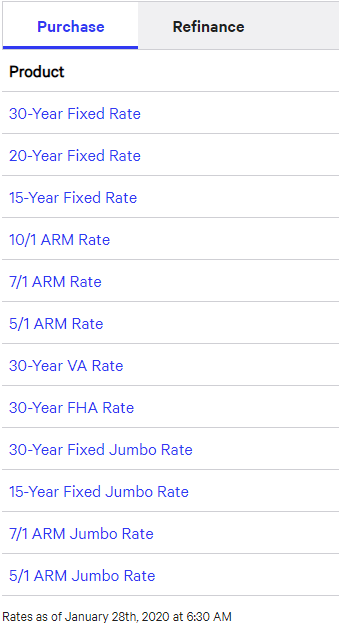 Purchase Refinance
Product
30-Year Fixed Rate
20-Year Fixed Rate
15-Year Fixed Rate
10/1 ARM Rate
7/1 ARM Rate
5/1 ARM Rate
30-Year VA Rate
30-Year FHA Rate
30-Year Fixed Jumbo Rate
15-Year Fixed Jumbo Rate
7/1 ARM Jumbo Rate
5/1 ARM Jumbo Rate
Rates as of January 28th, 2020 at 6:30 AM